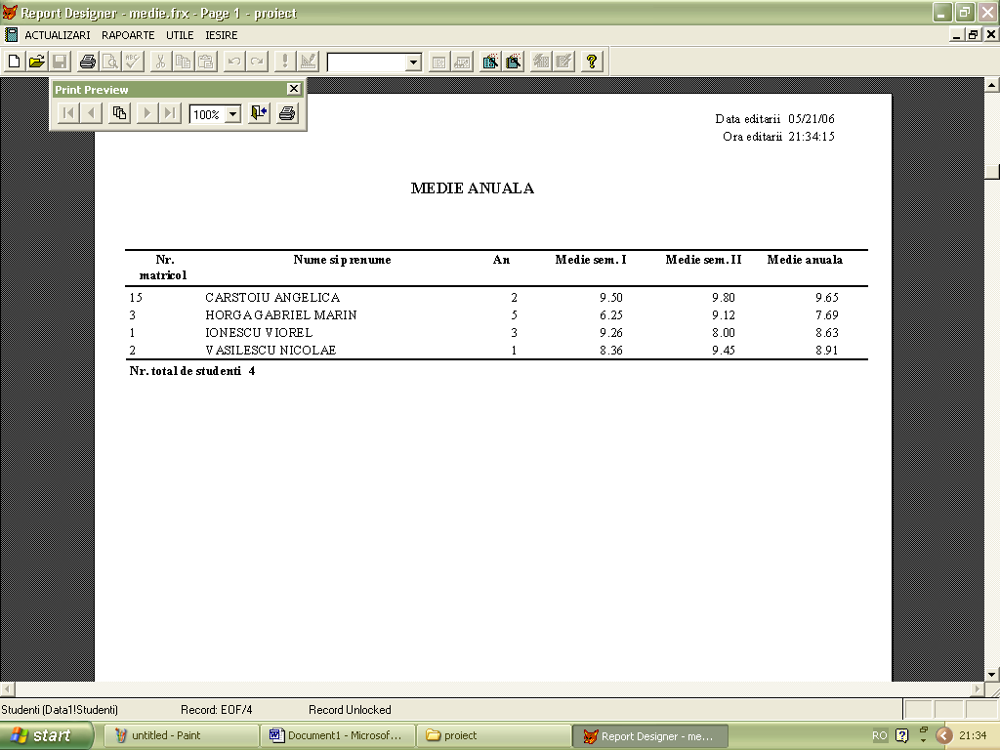 Report Designer - medie.frx - Page 1 - proiect
ACTUALIZARI RAPOARTE UTILE IESIRE
Print Preview
100%
Data editarii 05/21/06
Ora editarii 21:34:15
MEDIE ANUALA
Nr. matricol Nume si prenume An Medie sem. I Medie sem. II Medie anuala
15 CARSTOIU ANGELICA 2 9.50 9.80 9.65
3 HORGA GABRIEL MARIN 5 6.25 9.12 7.69
1 IONESCU VIOREL 3 9.26 8.00 8.63
2 VASILESCU NICOLAE 1 8.36 9.45 8.91
Nr. total de studenti 4
Studenti (Data1!Studenti) Record: EOF/4 Record Unlocked
start untitled - Paint Document1 - Microsof... proiect Report Designer - me... RO 21:34